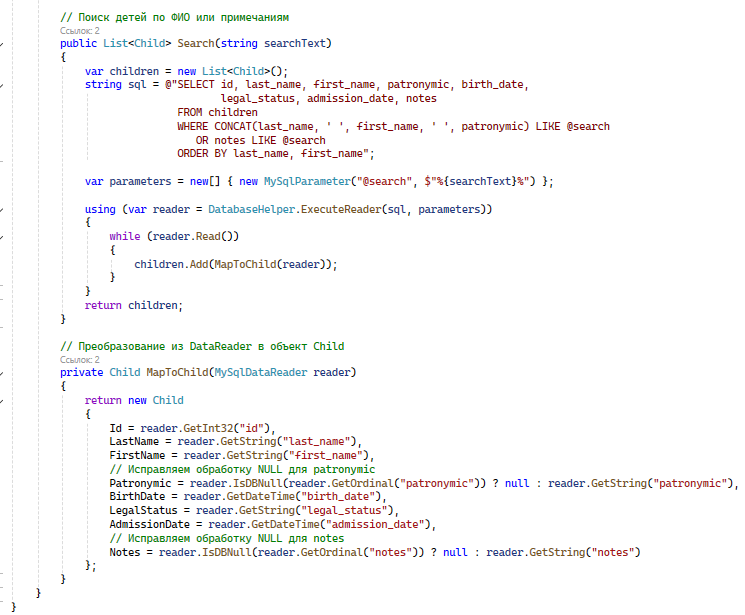 // Поиск детей по ФИО или примечаниям
Ссылок: 2
public List<Child> Search(string searchText)
{
var children = new List<Child>();
string sql = @"SELECT id, last_name, first_name, patronymic, birth_date,
legal_status, admission_date, notes
FROM children
WHERE CONCAT(last_name, ' ', first_name, ' ', patronymic) LIKE @search
OR notes LIKE @search
ORDER BY last_name, first_name";
var parameters = new[] { new MySqlParameter("@search", $"%{searchText}%") };
using (var reader = DatabaseHelper.ExecuteReader(sql, parameters))
{
while (reader.Read())
{
children.Add(MapToChild(reader));
}
}
return children;
}
// Преобразование из DataReader в объект Child
Ссылок: 2
private Child MapToChild(MySqlDataReader reader)
{
return new Child
{
Id = reader.GetInt32("id"),
LastName = reader.GetString("last_name"),
FirstName = reader.GetString("first_name"),
// Исправляем обработку NULL для patronymic
Patronymic = reader.IsDBNull(reader.GetOrdinal("patronymic")) ? null : reader.GetString("patronymic"),
BirthDate = reader.GetDateTime("birth_date"),
LegalStatus = reader.GetString("legal_status"),
AdmissionDate = reader.GetDateTime("admission_date"),
// Исправляем обработку NULL для notes
Notes = reader.IsDBNull(reader.GetOrdinal("notes")) ? null : reader.GetString("notes")
};
}
}
}